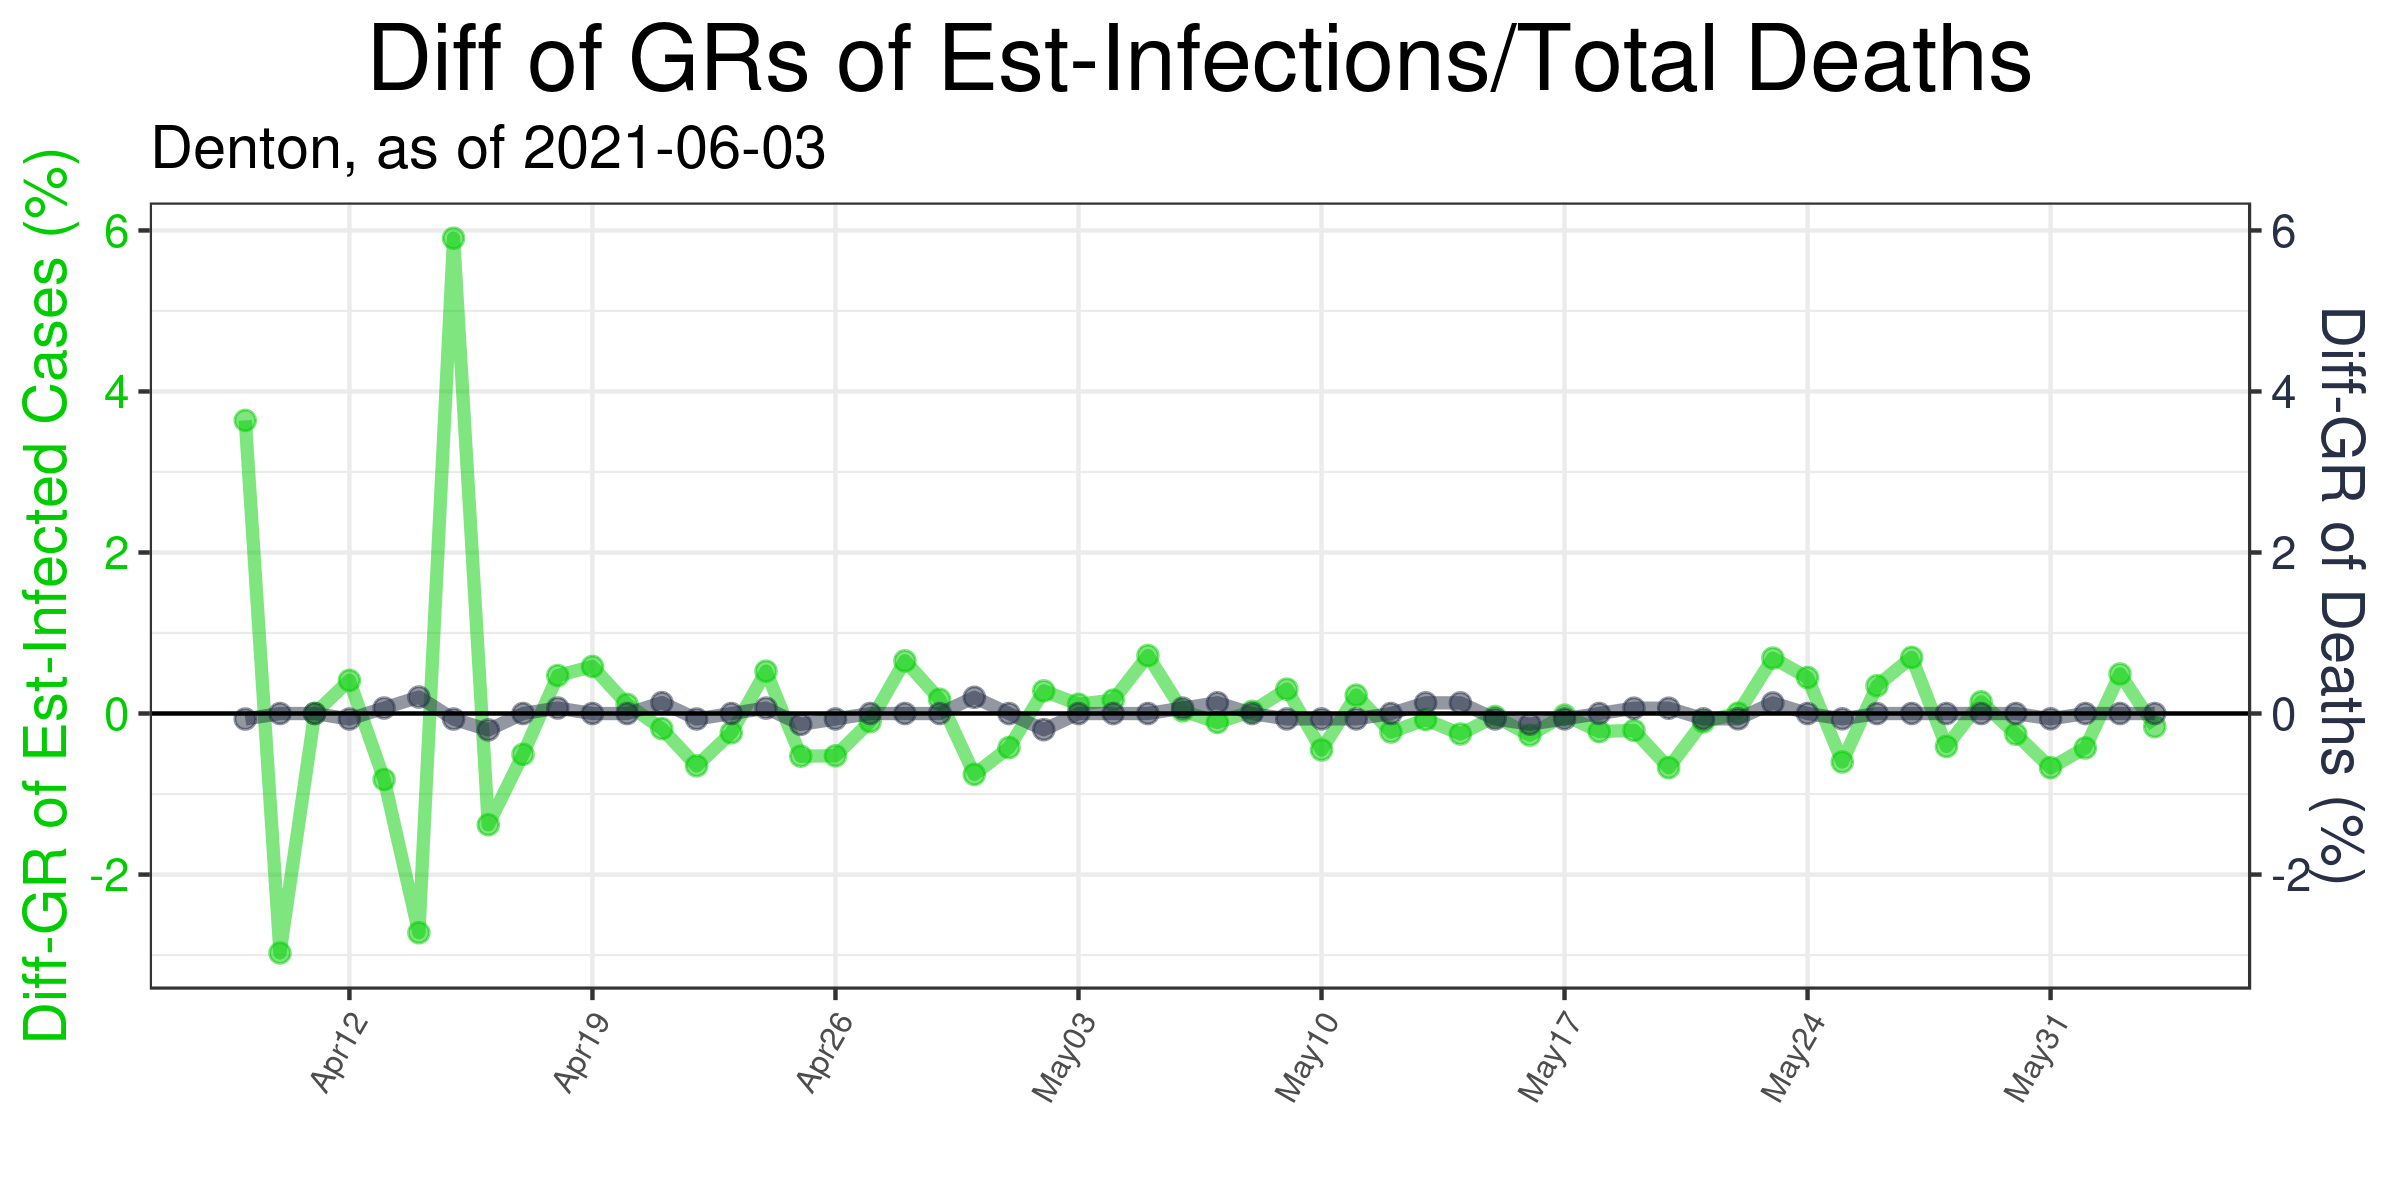 Diff of GRs of Est-Infections/Total Deaths
Denton, as of 2021-06-03
Diff-GR of Est-Infected Cases (%)
6
4
2
0
-2
6
4
2
0
-2
Diff-GR of Deaths (%)
Apr12
Apr19
Apr26
May03
May10
May17
May24
May31